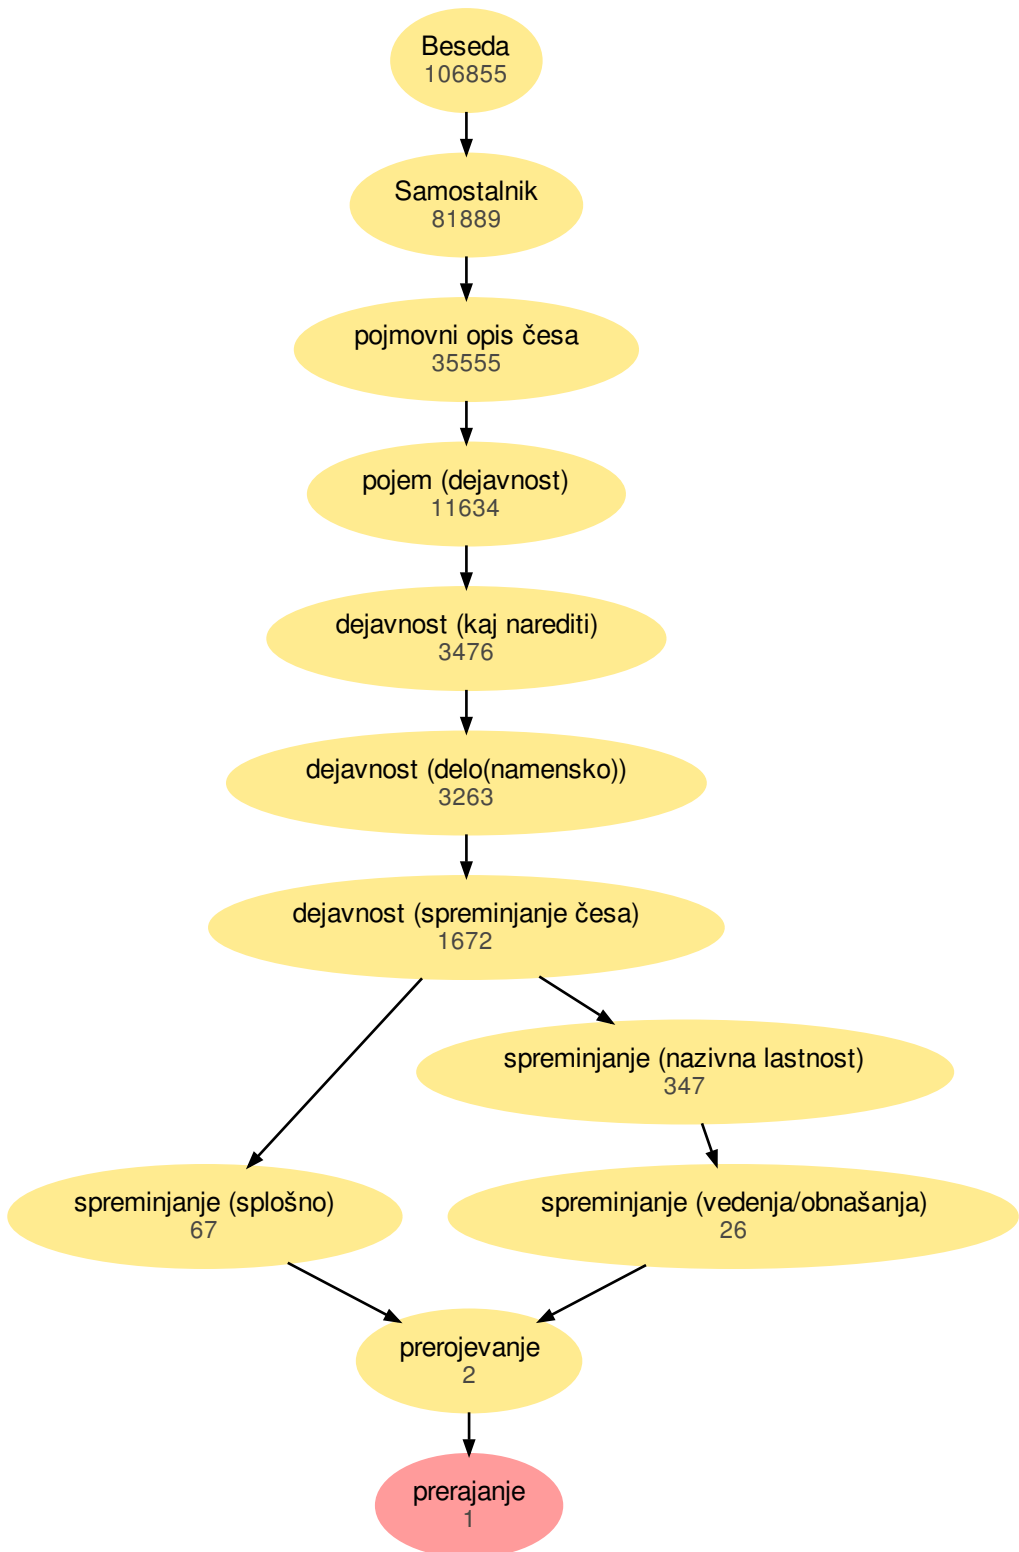 Beseda
106855
Samostalnik
81889
pojmovni opis česa
35555
pojem (dejavnost)
11634
dejavnost (kaj narediti)
3476
dejavnost (delo(namensko))
3263
dejavnost (spreminjanje česa)
1672
spreminjanje (nazivna lastnost)
347
spreminjanje (splošno)
67
spreminjanje (vedenja/obnašanja)
26
prerojevanje
2
prerajanje
1